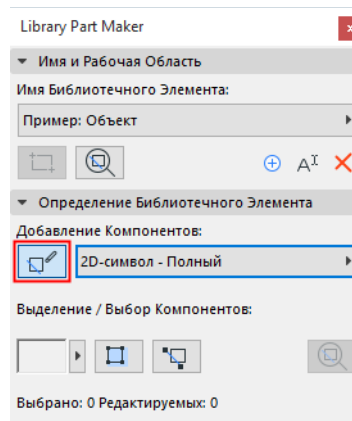 Library Part Maker
Имя и Рабочая Область
Имя Библиотечного Элемента:
Пример: Объект
Определение Библиотечного Элемента
Добавление Компонентов:
2D-символ - Полный
Выделение / Выбор Компонентов:
Выбрано: 0 Редактируемых: 0